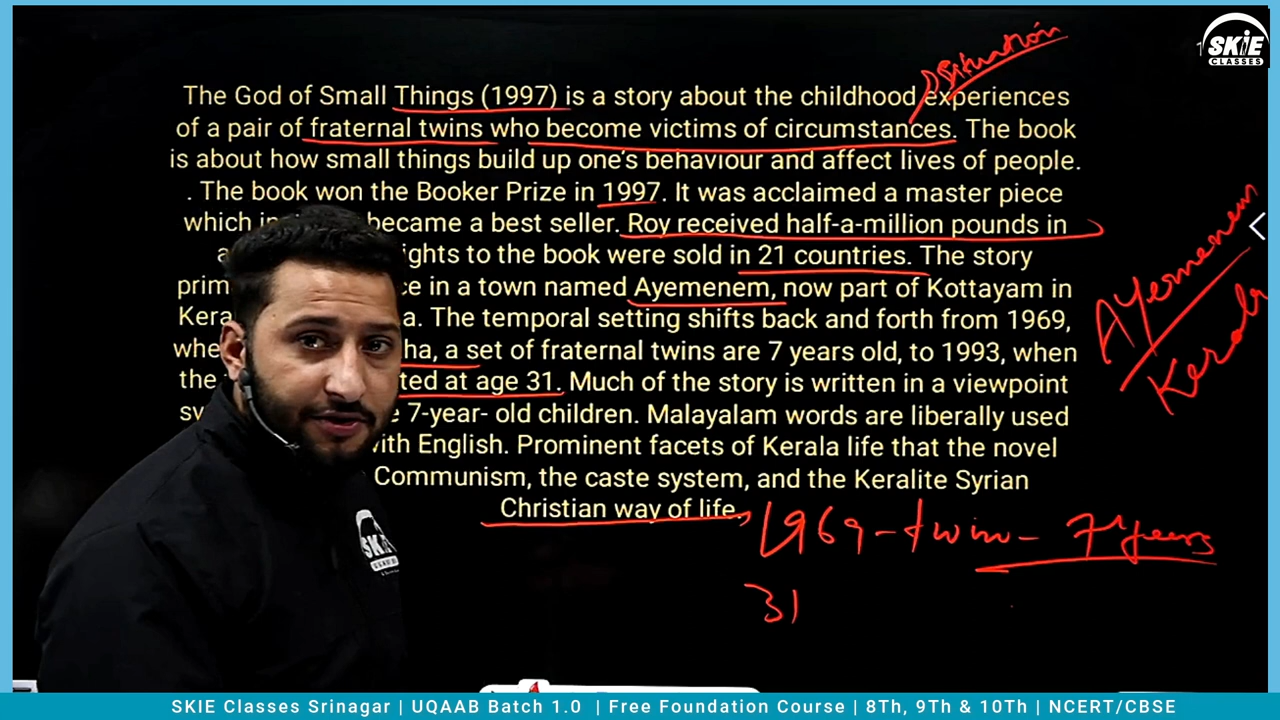 SKiE
CLASSES
Situation
The God of Small Things (1997) is a story about the childhood experiences
of a pair of fraternal twins who become victims of circumstances. The book
is about how small things build up one's behaviour and affect lives of people.
. The book won the Booker Prize in 1997. It was acclaimed a master piece
which became a best seller. Roy received half-a-million pounds in
ights to the book were sold in 21 countries. The story
prim ce in a town named Ayemenem, now part of Kottayam in
Kera a. The temporal setting shifts back and forth from 1969,
whe ha, a set of fraternal twins are 7 years old, to 1993, when
the ted at age 31. Much of the story is written in a viewpoint
e 7-year- old children. Malayalam words are liberally used
with English. Prominent facets of Kerala life that the novel
Communism, the caste system, and the Keralite Syrian
Christian way of life.
Ayemenem
Kerala
1969 - twin - 7 years
31
SKiE
SKIE Classes Srinagar | UQAAB Batch 1.0 | Free Foundation Course | 8Th, 9Th & 10Th | NCERT/CBSE